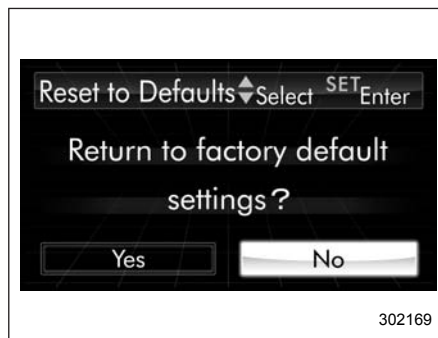 Reset to Defaults Select SET Enter
Return to factory default
settings?
Yes No
302169